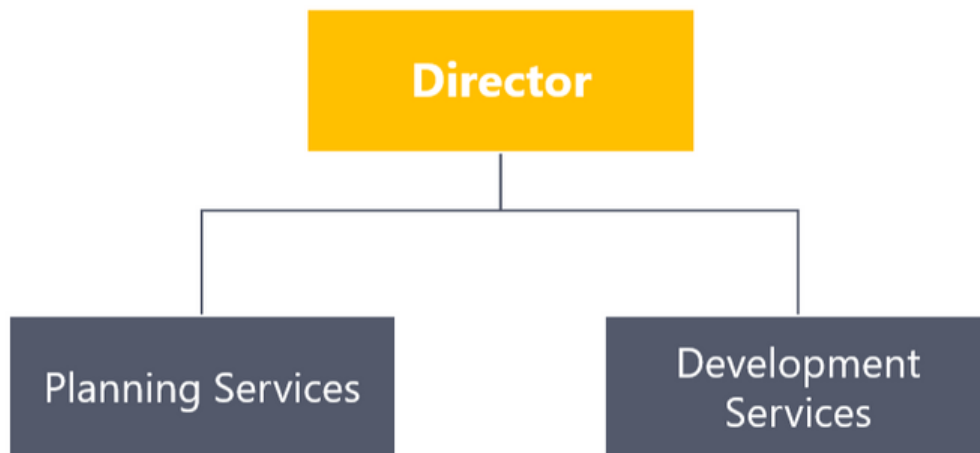 Director
Planning Services
Development
Services